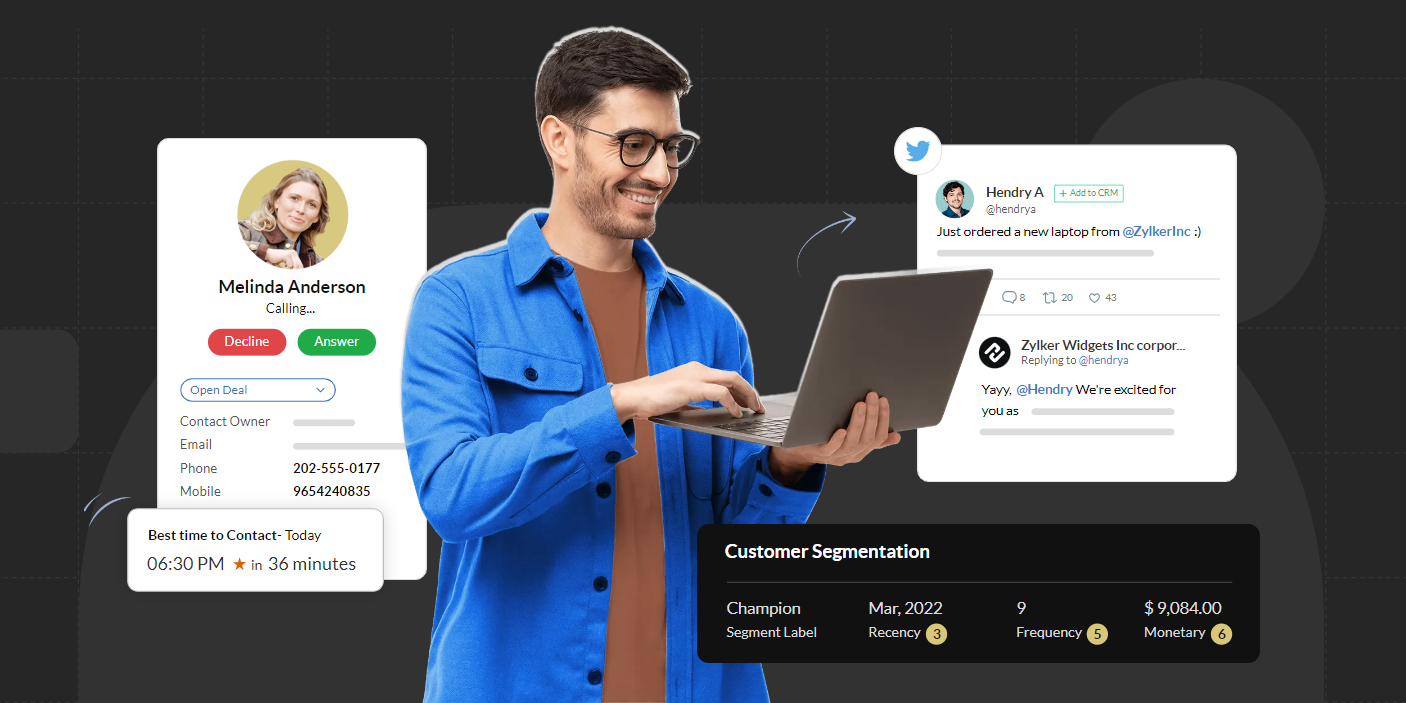 Melinda Anderson
Calling...
Decline
Answer
Open Deal
Contact Owner
Email
Phone 202-555-0177
Mobile 9654240835
Best time to Contact- Today
06:30 PM ★ in 36 minutes
Hendry A + Add to CRM
@hendrya
Just ordered a new laptop from @ZylkerInc :)
8 20 43
Zylker Widgets Inc corpor...
Replying to @hendrya
Yayy, @Hendry We're excited for
you as
Customer Segmentation
Champion Mar, 2022 9 $ 9,084.00
Segment Label Recency 3 Frequency 5 Monetary 6